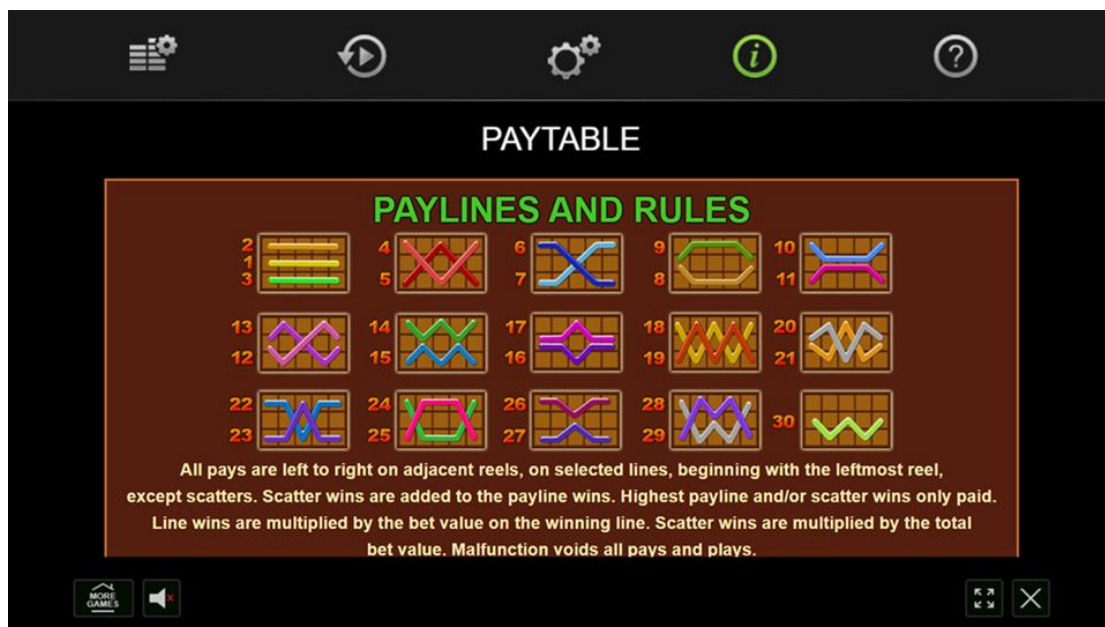 PAYTABLE
PAYLINES AND RULES
2 4 6 9 10
1
3 5 7 8 11
13 14 17 18 20
12 15 16 19 21
22 24 26 28 30
23 25 27 29
All pays are left to right on adjacent reels, on selected lines, beginning with the leftmost reel,
except scatters. Scatter wins are added to the payline wins. Highest payline and/or scatter wins only paid.
Line wins are multiplied by the bet value on the winning line. Scatter wins are multiplied by the total
bet value. Malfunction voids all pays and plays.
MORE
GAMES